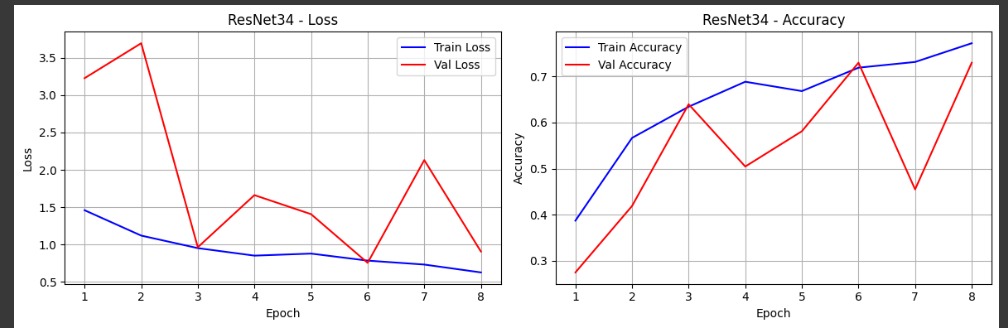 ResNet34 - Loss
Train Loss
Val Loss
3.5
3.0
2.5
2.0
1.5
1.0
0.5
Loss
1 2 3 4 5 6 7 8
Epoch
ResNet34 - Accuracy
Train Accuracy
Val Accuracy
0.7
0.6
0.5
0.4
0.3
Accuracy
1 2 3 4 5 6 7 8
Epoch